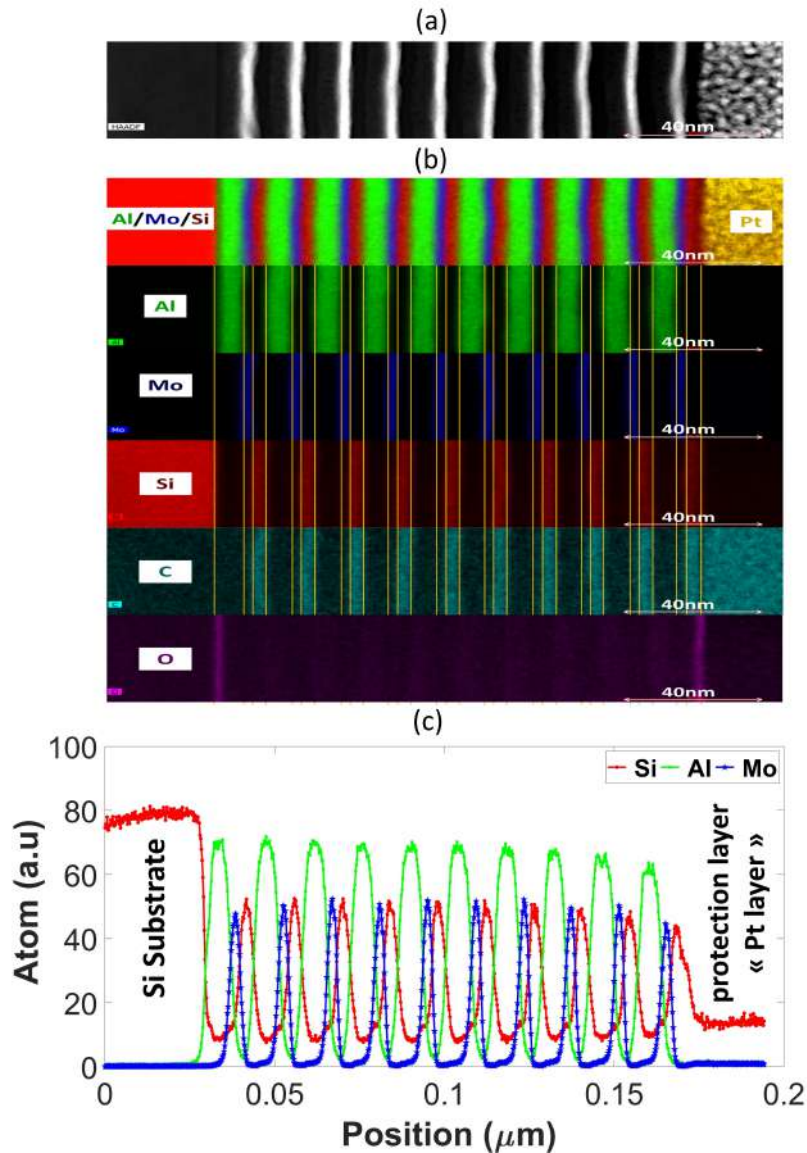 (a)
HAADF
40nm
(b)
Al/Mo/Si
Pt
40nm
Al
Al
40nm
Mo
Mo
40nm
Si
40nm
C
C
40nm
O
40nm
(c)
100
80
60
40
20
0
Atom (a.u)
Si Substrate
Si Al Mo
protection layer
« Pt layer »
0 0.05 0.1 0.15 0.2
Position (μm)